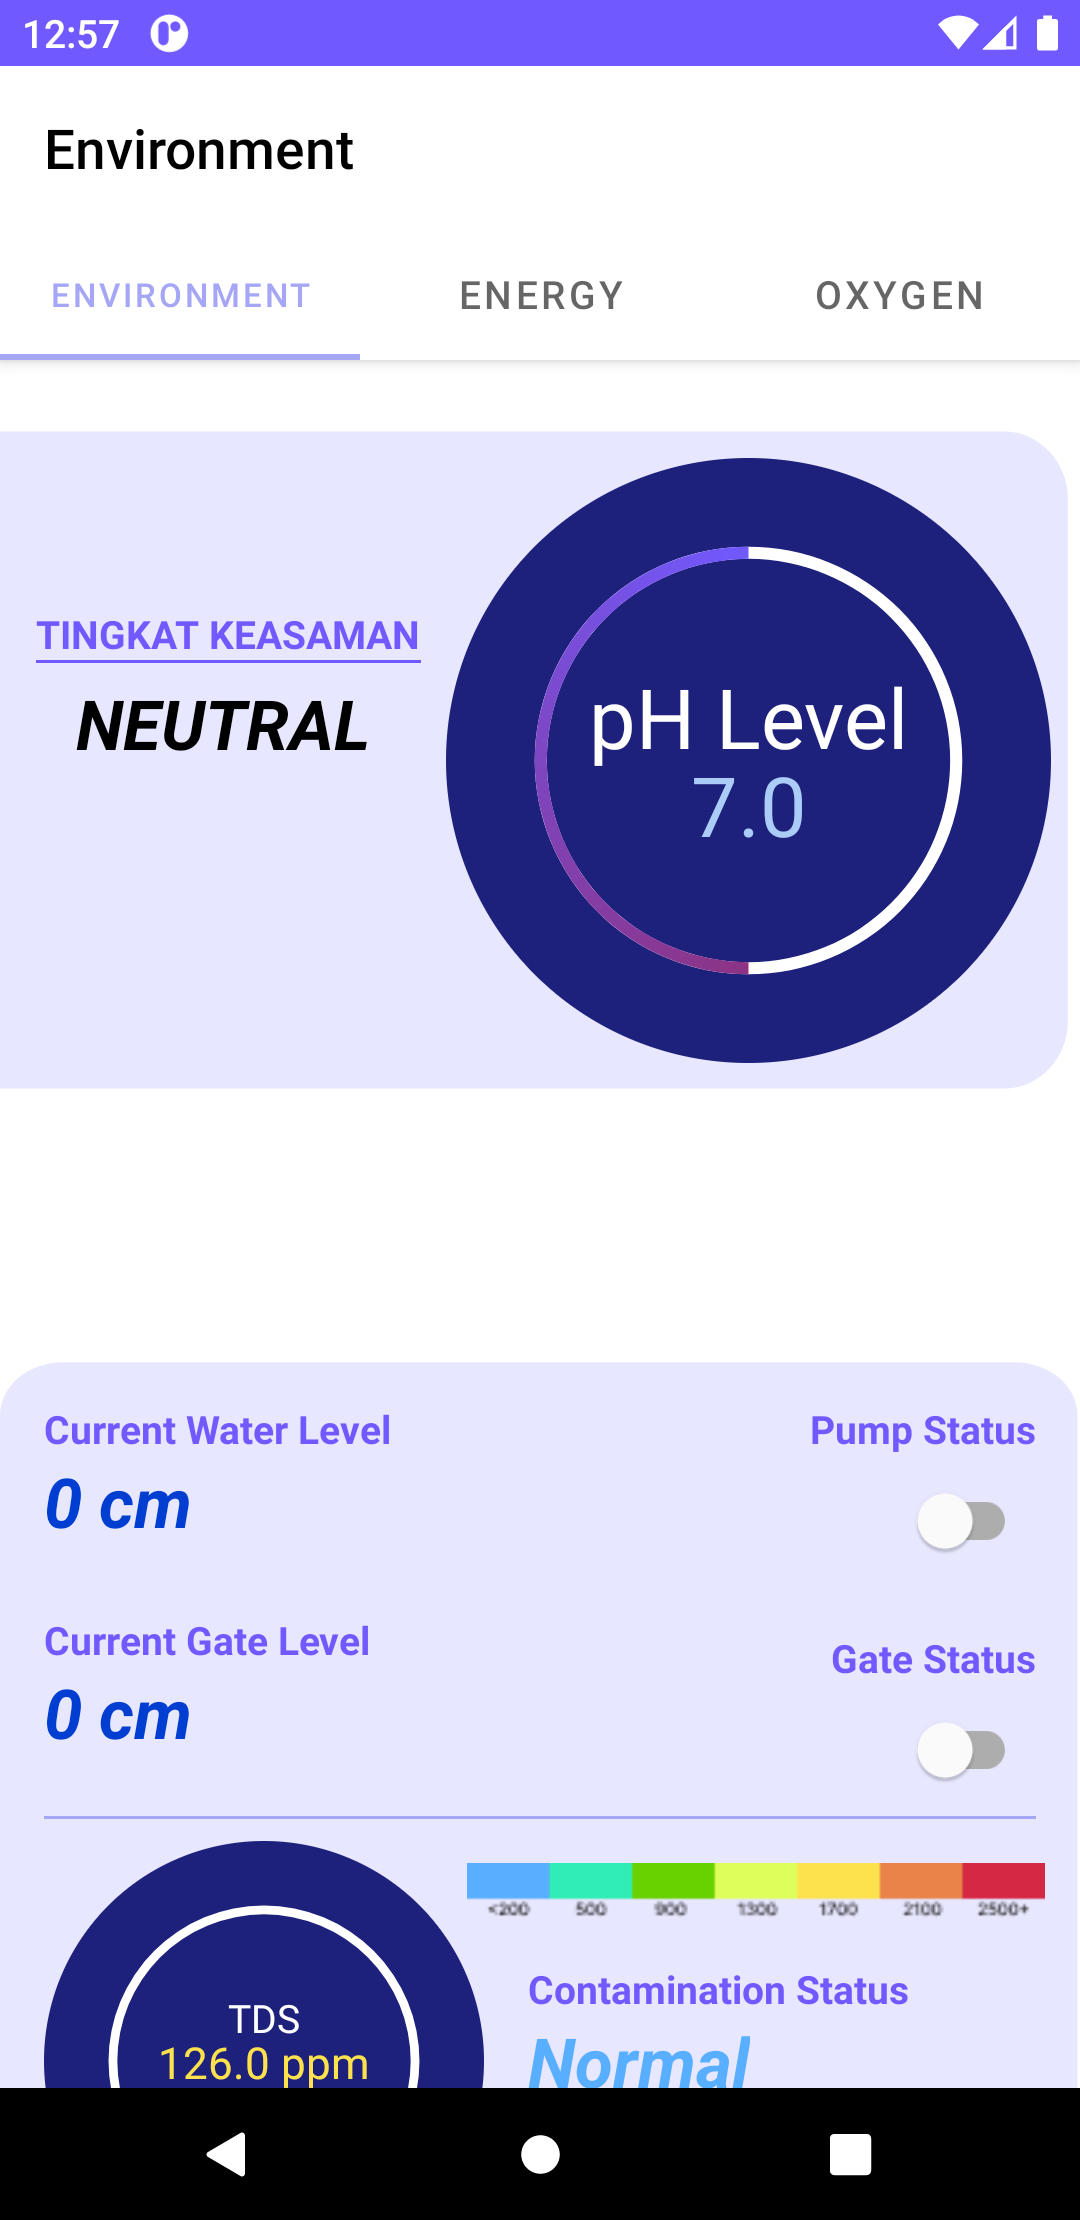 12:57
Environment
ENVIRONMENT ENERGY OXYGEN
TINGKAT KEASAMAN
NEUTRAL
pH Level
7.0
Current Water Level
0 cm
Pump Status
Current Gate Level
0 cm
Gate Status
<200 500 900 1300 1700 2100 2500+
TDS
126.0 ppm
Contamination Status
Normal